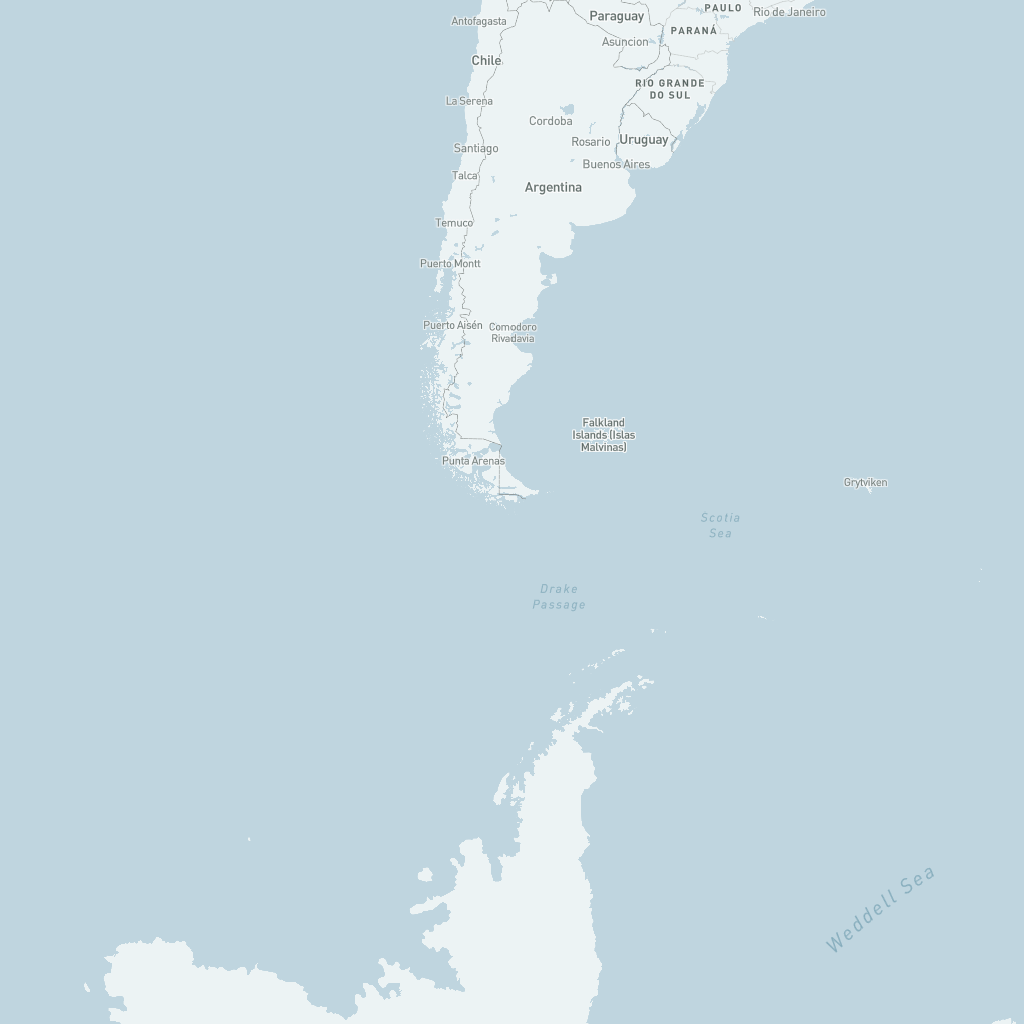 PAULO
Rio de Janeiro
Paraguay
Antofagasta
PARANÁ
Asuncion
Chile
RIO GRANDE
DO SUL
La Serena
Cordoba
Rosario
Uruguay
Santiago
Buenos Aires
Talca
Argentina
Temuco
Puerto Montt
Puerto Aisén
Comodoro
Rivadavia
Falkland
Islands (Islas
Malvinas)
Punta Arenas
Grytviken
Scotia
Sea
Drake
Passage
Weddell Sea